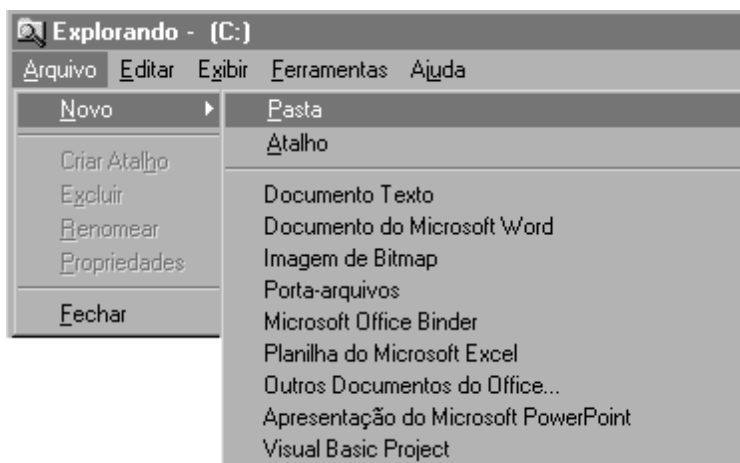 Explorando - (C:)
Arquivo Editar Exibir Ferramentas Ajuda
Novo
Criar Atalho
Excluir
Renomear
Propriedades
Fechar
Pasta
Atalho
Documento Texto
Documento do Microsoft Word
Imagem de Bitmap
Porta-arquivos
Microsoft Office Binder
Planilha do Microsoft Excel
Outros Documentos do Office...
Apresentação do Microsoft PowerPoint
Visual Basic Project